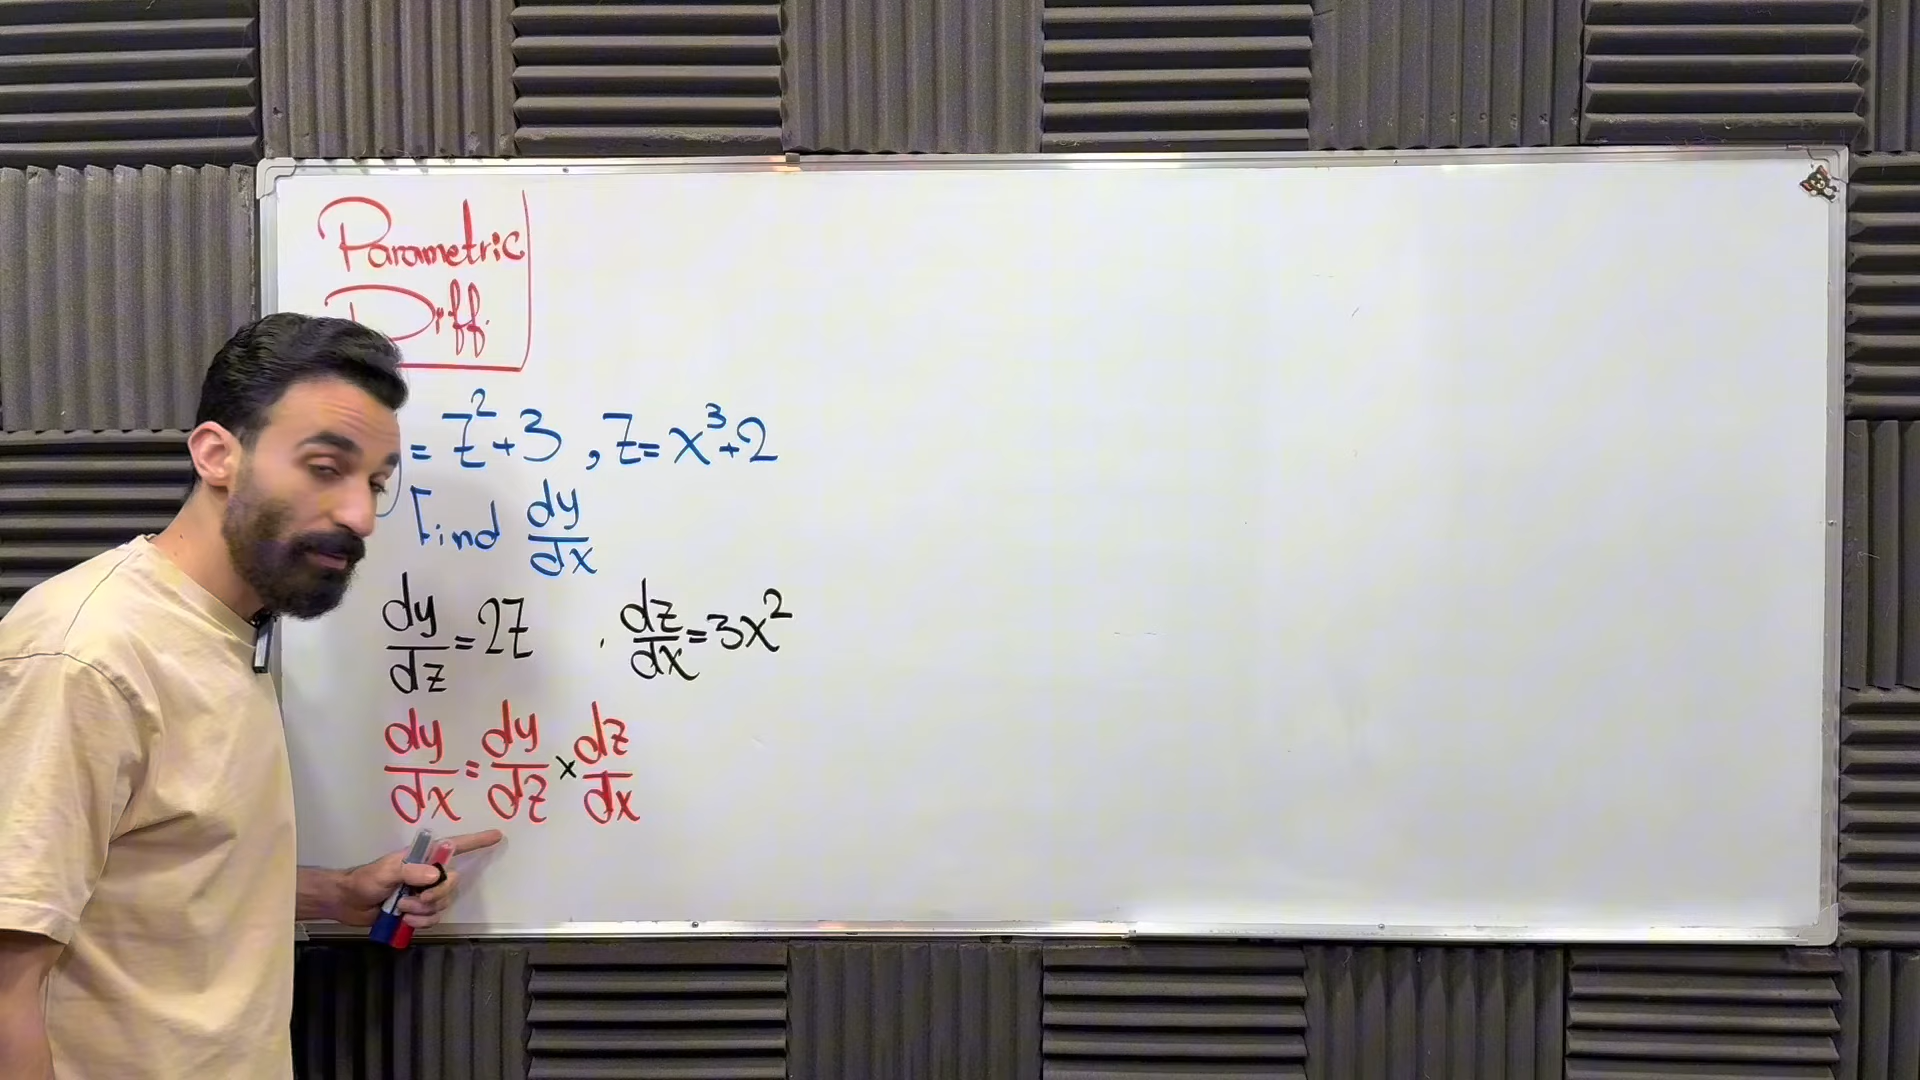 Parametric
Diff.
= z²+3 , z = x³+2
Find dy/dx
dy/dz = 2z , dz/dx = 3x²
dy/dx = dy/dz × dz/dx